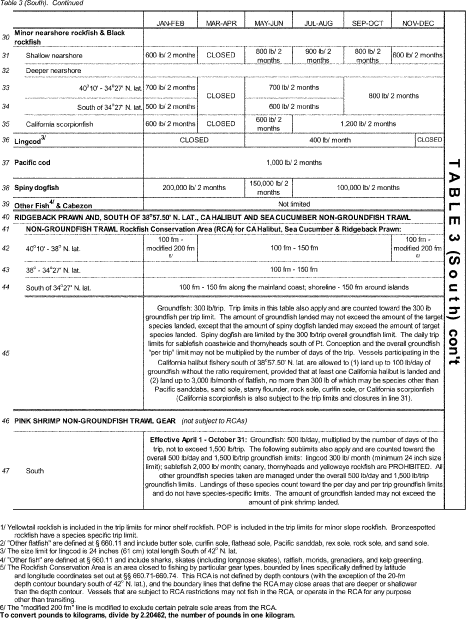 Table 3 (South). Continued
JAN-FEB MAR-APR MAY-JUN JUL-AUG SEP-OCT NOV-DEC
30 Minor nearshore rockfish & Black rockfish
31 Shallow nearshore 600 lb/ 2 months CLOSED 800 lb/ 2 months 900 lb/ 2 months 800 lb/ 2 months 600 lb/ 2 months
32 Deeper nearshore
33 40°10' - 34°27' N. lat. 700 lb/ 2 months CLOSED 700 lb/ 2 months 800 lb/ 2 months
34 South of 34°27' N. lat. 500 lb/ 2 months 600 lb/ 2 months
35 California scorpionfish 600 lb/ 2 months CLOSED 600 lb/ 2 months 1,200 lb/ 2 months
36 Lingcod3/ CLOSED 400 lb/ month CLOSED
37 Pacific cod 1,000 lb/ 2 months
38 Spiny dogfish 200,000 lb/ 2 months 150,000 lb/ 2 months 100,000 lb/ 2 months
39 Other Fish4/ & Cabezon Not limited
40 RIDGEBACK PRAWN AND, SOUTH OF 38°57.50' N. LAT., CA HALIBUT AND SEA CUCUMBER NON-GROUNDFISH TRAWL
41 NON-GROUNDFISH TRAWL Rockfish Conservation Area (RCA) for CA Halibut, Sea Cucumber & Ridgeback Prawn:
42 40°10' - 38° N. lat. 100 fm - modified 200 fm 6/ 100 fm - 150 fm 100 fm - modified 200 fm 6/
43 38° - 34°27' N. lat. 100 fm - 150 fm
44 South of 34°27' N. lat. 100 fm - 150 fm along the mainland coast; shoreline - 150 fm around islands
45 Groundfish: 300 lb/trip. Trip limits in this table also apply and are counted toward the 300 lb
groundfish per trip limit. The amount of groundfish landed may not exceed the amount of the target
species landed, except that the amount of spiny dogfish landed may exceed the amount of target
species landed. Spiny dogfish are limited by the 300 lb/trip overall groundfish limit. The daily trip
limits for sablefish coastwide and thornyheads south of Pt. Conception and the overall groundfish
"per trip" limit may not be multiplied by the number of days of the trip. Vessels participating in the
California halibut fishery south of 38°57.50' N. lat. are allowed to (1) land up to 100 lb/day of
groundfish without the ratio requirement, provided that at least one California halibut is landed and
(2) land up to 3,000 lb/month of flatfish, no more than 300 lb of which may be species other than
Pacific sanddabs, sand sole, starry flounder, rock sole, curlfin sole, or California scorpionfish
(California scorpionfish is also subject to the trip limits and closures in line 31).
46 PINK SHRIMP NON-GROUNDFISH TRAWL GEAR (not subject to RCAs)
47 South Effective April 1 - October 31: Groundfish: 500 lb/day, multiplied by the number of days of the
trip, not to exceed 1,500 lb/trip. The following sublimits also apply and are counted toward the
overall 500 lb/day and 1,500 lb/trip groundfish limits: lingcod 300 lb/ month (minimum 24 inch size
limit); sablefish 2,000 lb/ month; canary, thornyheads and yelloweye rockfish are PROHIBITED. All
other groundfish species taken are managed under the overall 500 lb/day and 1,500 lb/trip groundfish
limits. Landings of these species count toward the per day and per trip groundfish limits
and do not have species-specific limits. The amount of groundfish landed may not exceed the
amount of pink shrimp landed.
TABLE 3 (South) con't
1/ Yellowtail rockfish is included in the trip limits for minor shelf rockfish. POP is included in the trip limits for minor slope rockfish. Bronzespotted
rockfish have a species specific trip limit.
2/ "Other flatfish" are defined at § 660.11 and include butter sole, curlfin sole, flathead sole, Pacific sanddab, rex sole, rock sole, and sand sole.
3/ The size limit for lingcod is 24 inches (61 cm) total length South of 42° N. lat.
4/ "Other fish" are defined at § 660.11 and include sharks, skates (including longnose skates), ratfish, morids, grenadiers, and kelp greenling.
5/ The Rockfish Conservation Area is an area closed to fishing by particular gear types, bounded by lines specifically defined by latitude
and longitude coordinates set out at §§ 660.71-660.74. This RCA is not defined by depth contours (with the exception of the 20-fm
depth contour boundary south of 42° N. lat.), and the boundary lines that define the RCA may close areas that are deeper or shallower
than the depth contour. Vessels that are subject to RCA restrictions may not fish in the RCA, or operate in the RCA for any purpose
other than transiting.
6/ The "modified 200 fm" line is modified to exclude certain petrale sole areas from the RCA.
To convert pounds to kilograms, divide by 2.20462, the number of pounds in one kilogram.